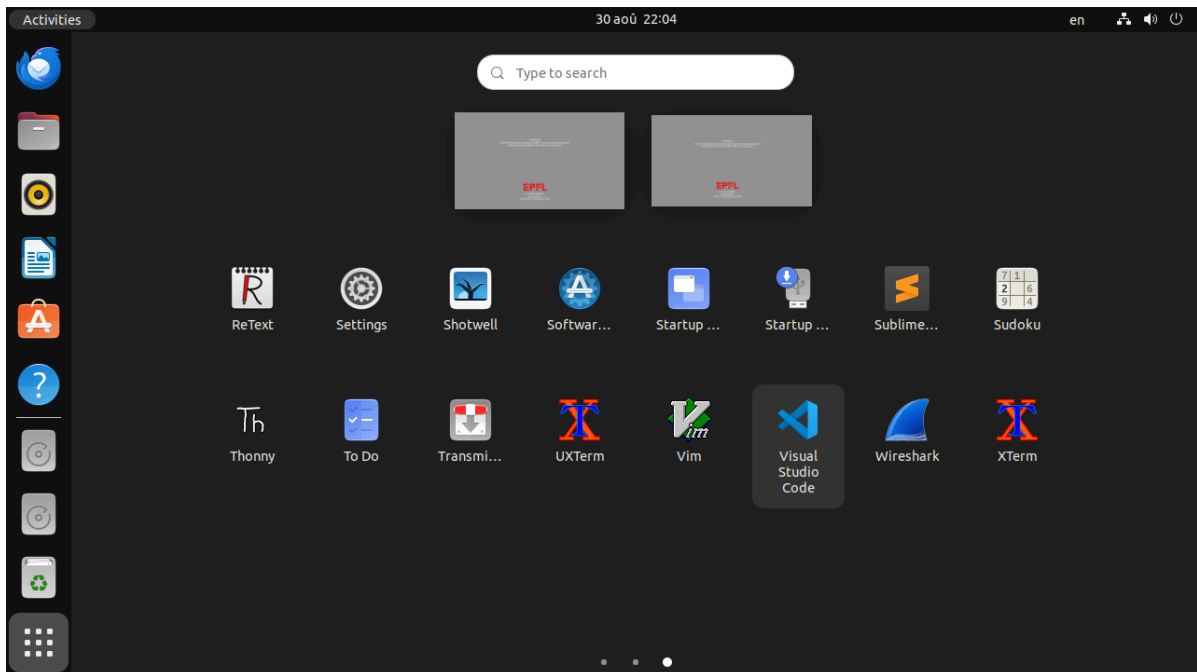 Activities
30 aoû 22:04
en
Type to search
EPFL
EPFL
ReText
Settings
Shotwell
Softwar...
Startup ...
Startup ...
Sublime...
Sudoku
Thonny
To Do
Transmi...
UXTerm
Vim
Visual
Studio
Code
Wireshark
XTerm